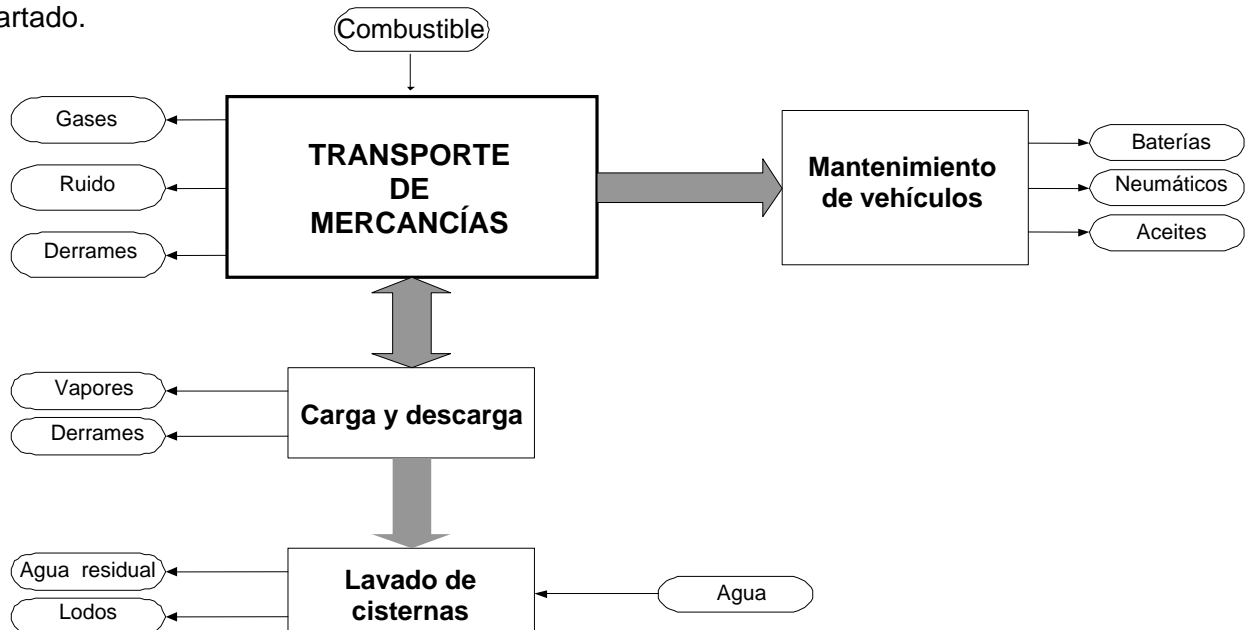 artado.
Combustible
Gases
Ruido
Derrames
TRANSPORTE
DE
MERCANCÍAS
Mantenimiento
de vehículos
Baterías
Neumáticos
Aceites
Vapores
Derrames
Carga y descarga
Agua residual
Lodos
Lavado de
cisternas
Agua